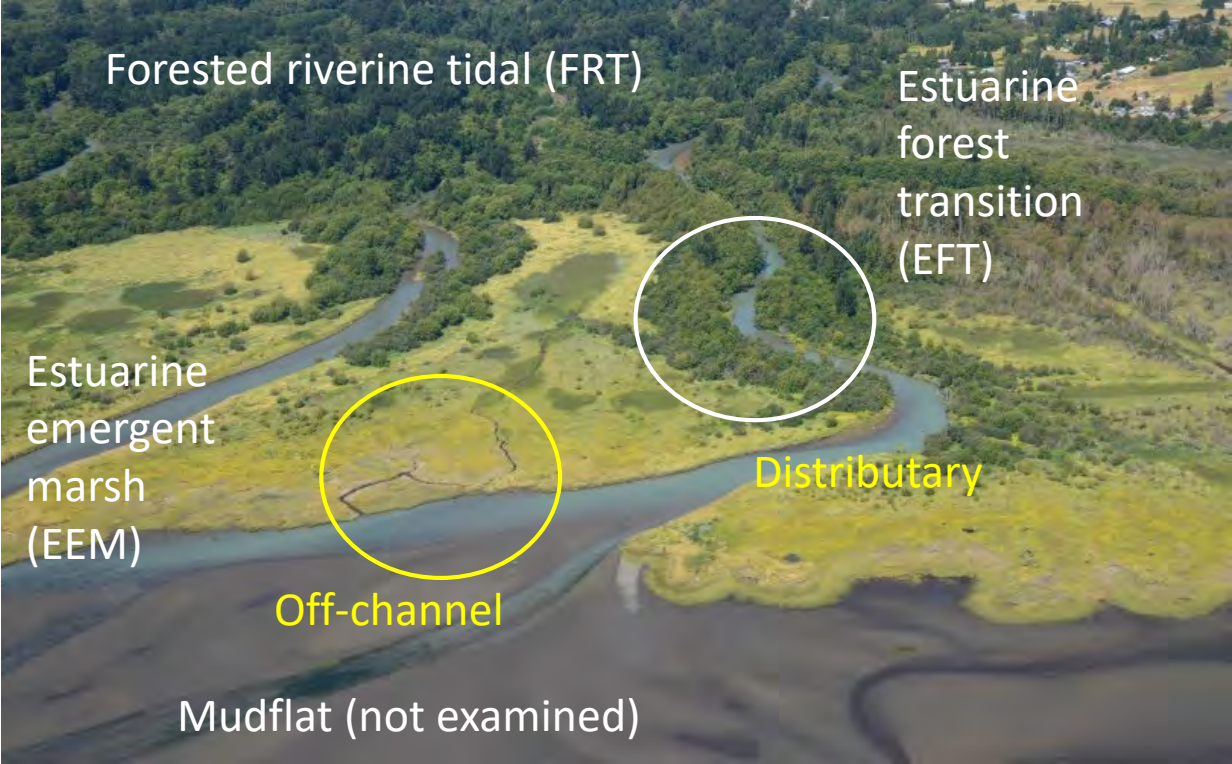 Forested riverine tidal (FRT)
Estuarine
forest
transition
(EFT)
Estuarine
emergent
marsh
(EEM)
Distributary
Off-channel
Mudflat (not examined)